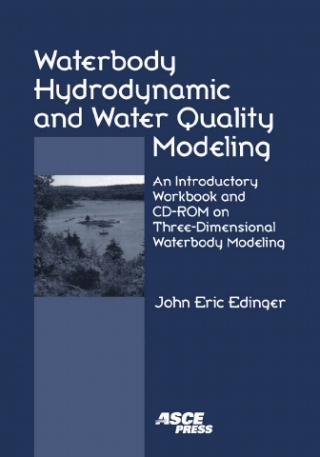 Waterbody
Hydrodynamic
and Water Quality
Modeling
An Introductory
Workbook and
CD-ROM on
Three-Dimensional
Waterbody Modeling
John Eric Edinger
ASCE
PRESS